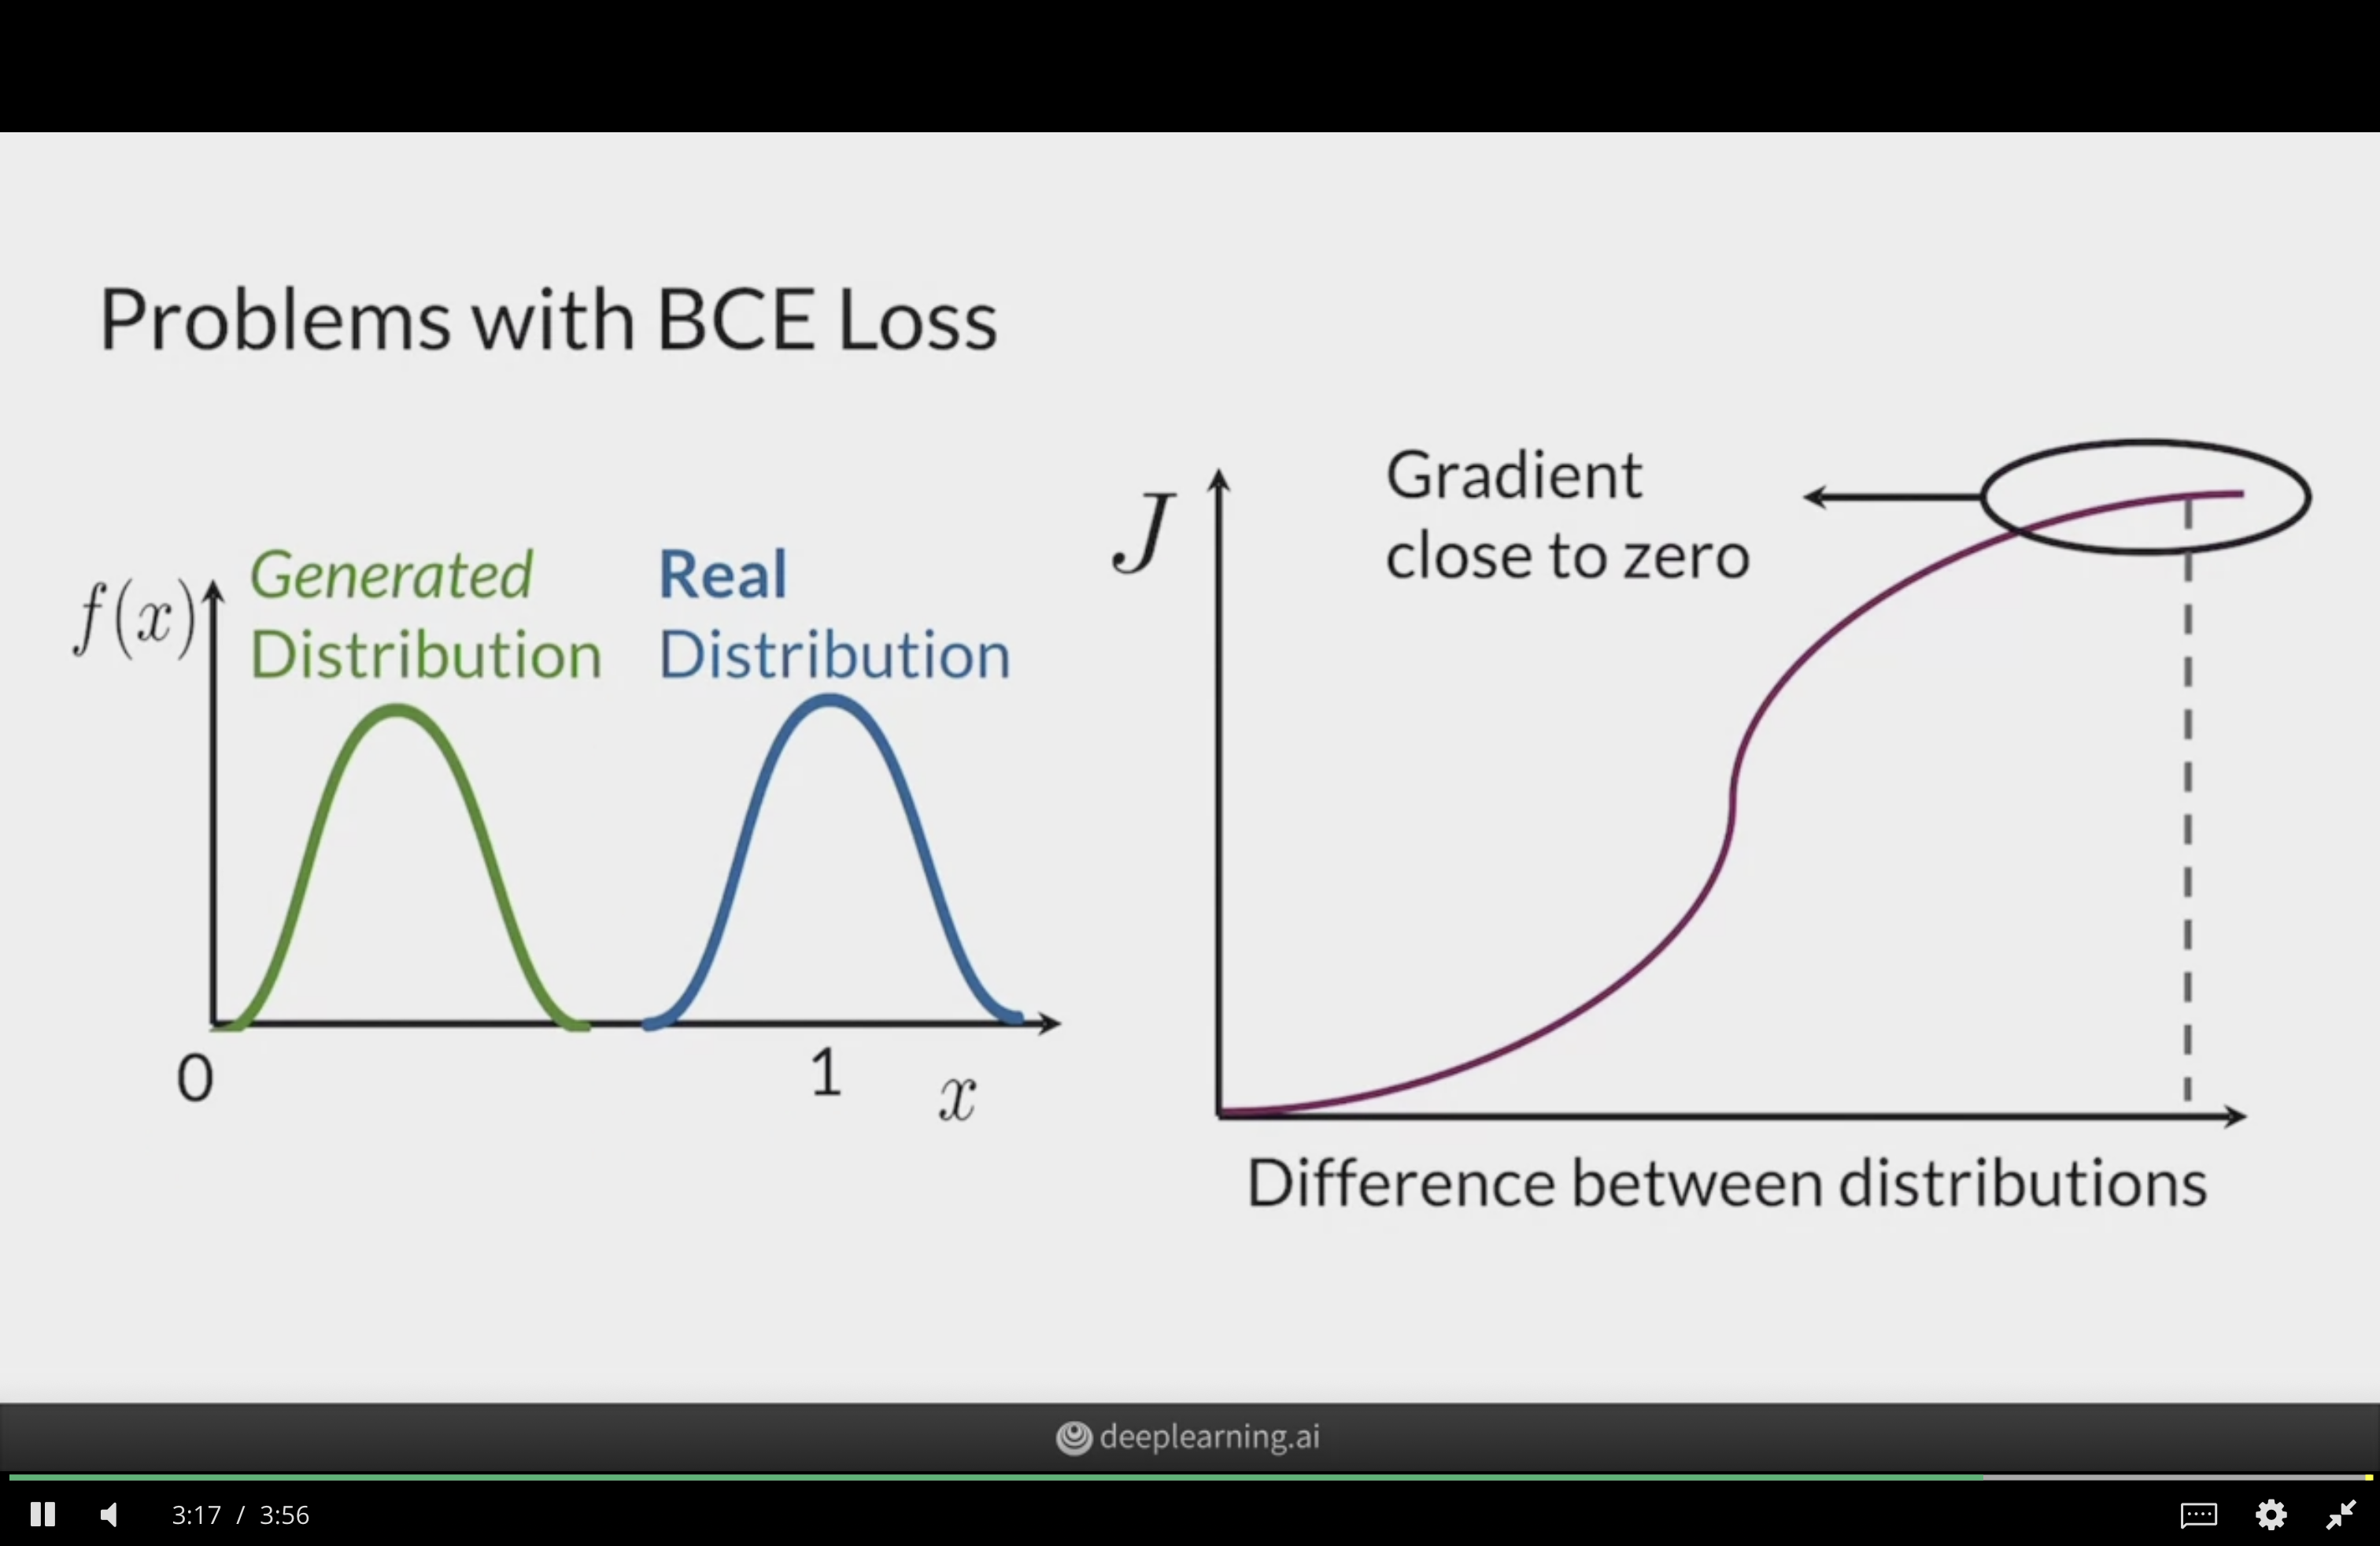 Problems with BCE Loss
f(x)
Generated
Distribution
Real
Distribution
0
1
x
J
Gradient
close to zero
Difference between distributions
deeplearning.ai
3:17 / 3:56